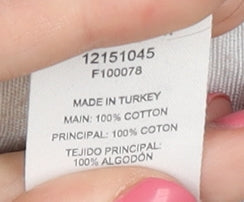 12151045
F100078
MADE IN TURKEY
MAIN: 100% COTTON
PRINCIPAL: 100% COTON
TEJIDO PRINCIPAL:
100% ALGODÓN